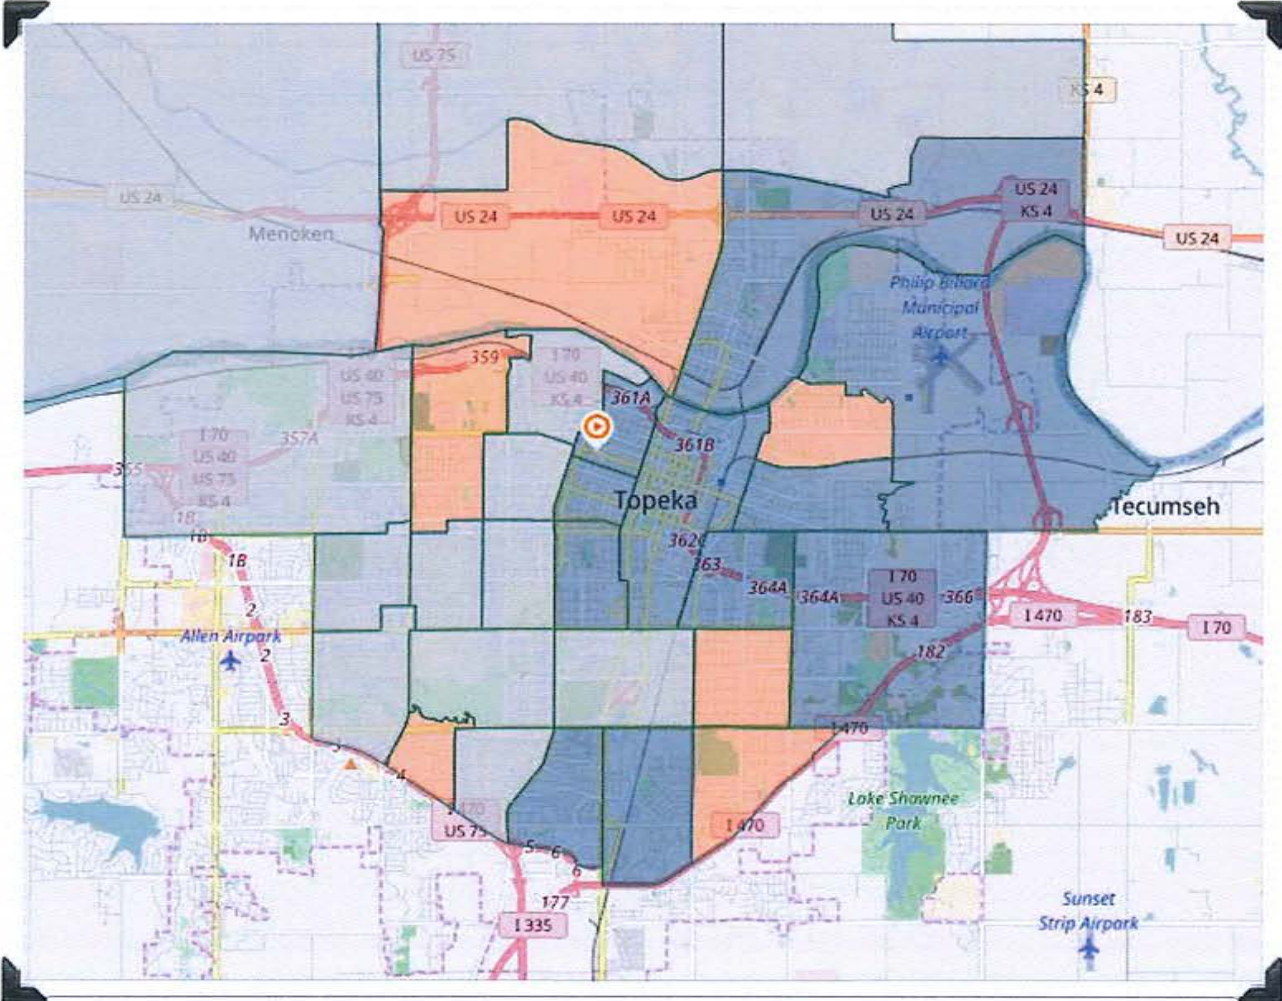 US 75
KS 4
US 24
US 24
KS 4
US 24
US 24
US 24
US 24
Menoken
Philip Billard
Municipal
Airport
359
I 70
US 40
US 75
KS 4
I 70
US 40
KS 4
361A
357A
I 70
US 40
US 75
KS 4
361B
355
Topeka
Tecumseh
1B
1B
1B
362C
363
364A
364A
I 70
US 40
KS 4
366
I 470
183
I 70
2
Allen Airpark
2
182
3
I 470
3
4
Lake Shawnee
Park
I 470
US 75
I 470
5
6
6
177
I 335
Sunset
Strip Airpark